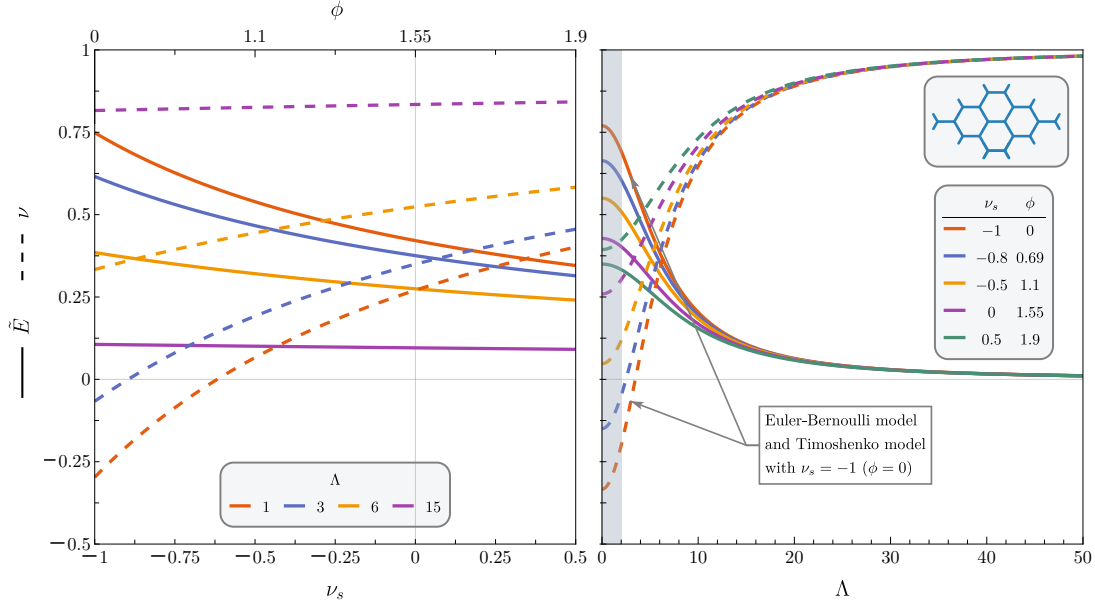 ϕ
0 1.1 1.55 1.9
1
0.75
0.5
0.25
0
−0.25
−0.5
Ẽ ν
Λ
1 3 6 15
−1 −0.75 −0.5 −0.25 0 0.25 0.5
ν_s
ν_s ϕ
−1 0
−0.8 0.69
−0.5 1.1
0 1.55
0.5 1.9
Euler-Bernoulli model
and Timoshenko model
with ν_s = −1 (ϕ = 0)
0 10 20 30 40 50
Λ